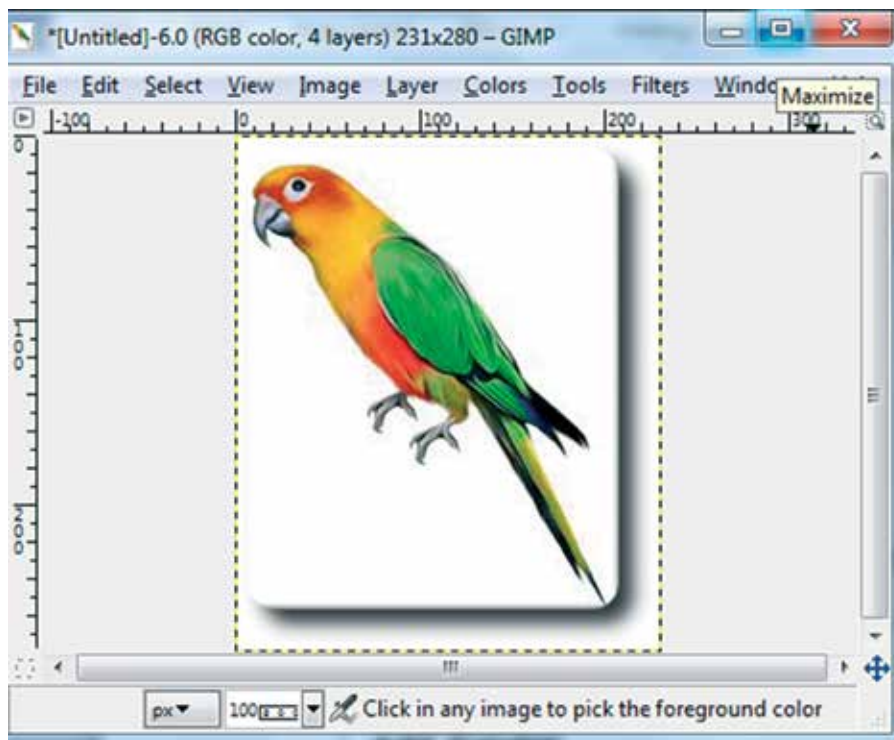 *[Untitled]-6.0 (RGB color, 4 layers) 231x280 – GIMP
File Edit Select View Image Layer Colors Tools Filters
Maximize
-100 0 100 200 300
0
100
200
px 100 Click in any image to pick the foreground color